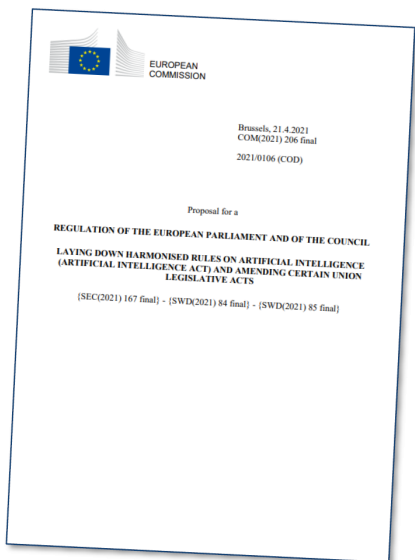 EUROPEAN
COMMISSION
Brussels, 21.4.2021
COM(2021) 206 final
2021/0106 (COD)
Proposal for a
REGULATION OF THE EUROPEAN PARLIAMENT AND OF THE COUNCIL
LAYING DOWN HARMONISED RULES ON ARTIFICIAL INTELLIGENCE
(ARTIFICIAL INTELLIGENCE ACT) AND AMENDING CERTAIN UNION
LEGISLATIVE ACTS
{SEC(2021) 167 final} - {SWD(2021) 84 final} - {SWD(2021) 85 final}